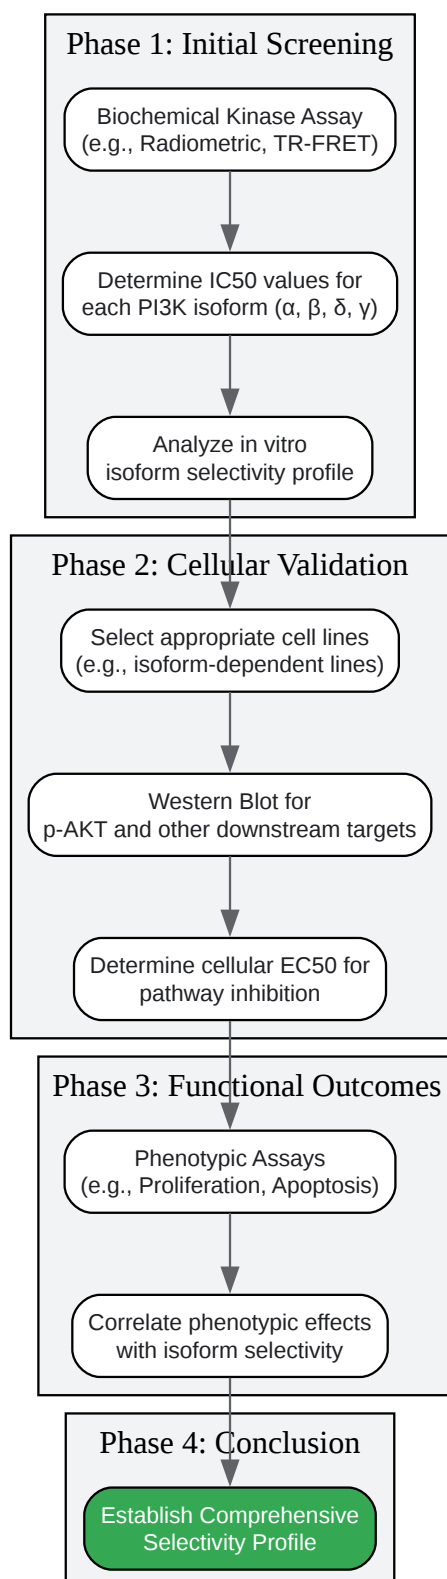 Phase 1: Initial Screening
Biochemical Kinase Assay
(e.g., Radiometric, TR-FRET)
Determine IC50 values for
each PI3K isoform (α, β, δ, γ)
Analyze in vitro
isoform selectivity profile
Phase 2: Cellular Validation
Select appropriate cell lines
(e.g., isoform-dependent lines)
Western Blot for
p-AKT and other downstream targets
Determine cellular EC50 for
pathway inhibition
Phase 3: Functional Outcomes
Phenotypic Assays
(e.g., Proliferation, Apoptosis)
Correlate phenotypic effects
with isoform selectivity
Phase 4: Conclusion
Establish Comprehensive
Selectivity Profile